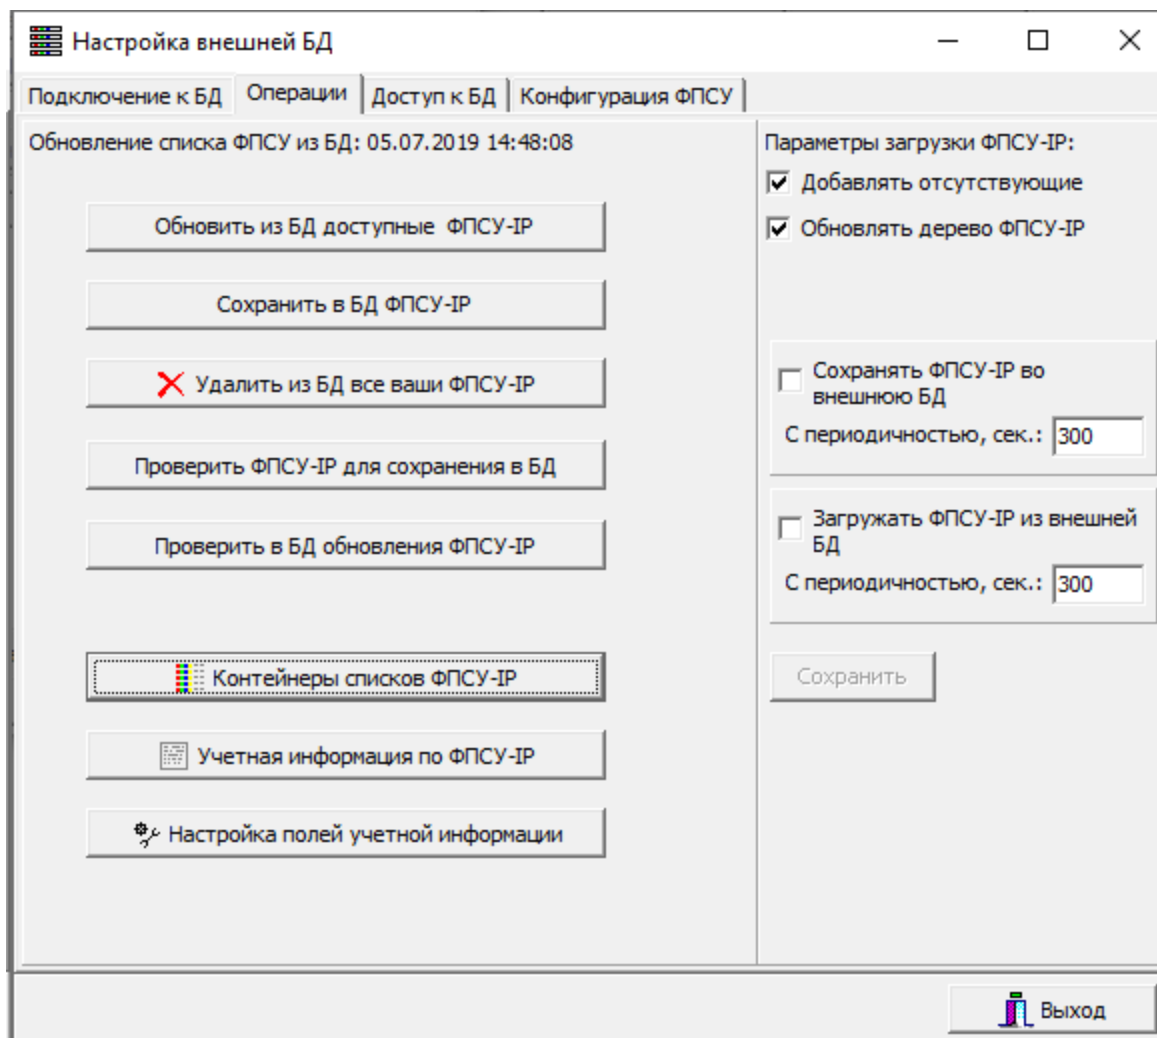 Настройка внешней БД
Подключение к БД Операции Доступ к БД Конфигурация ФПСУ
Обновление списка ФПСУ из БД: 05.07.2019 14:48:08
Обновить из БД доступные ФПСУ-IP
Сохранить в БД ФПСУ-IP
Удалить из БД все ваши ФПСУ-IP
Проверить ФПСУ-IP для сохранения в БД
Проверить в БД обновления ФПСУ-IP
Контейнеры списков ФПСУ-IP
Учетная информация по ФПСУ-IP
Настройка полей учетной информации
Параметры загрузки ФПСУ-IP:
Добавлять отсутствующие
Обновлять дерево ФПСУ-IP
Сохранять ФПСУ-IP во
внешнюю БД
С периодичностью, сек.: 300
Загружать ФПСУ-IP из внешней
БД
С периодичностью, сек.: 300
Сохранить
Выход